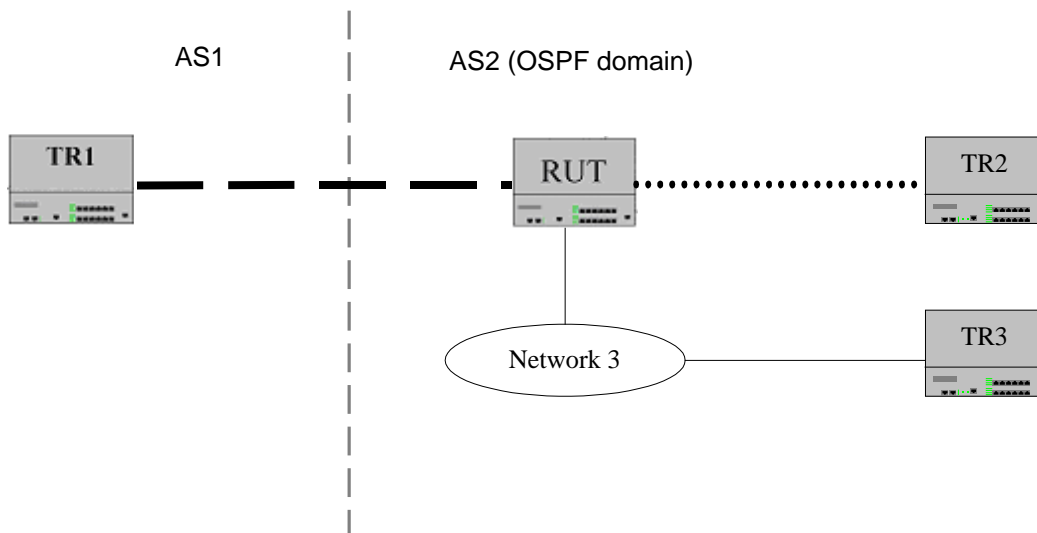 AS1
AS2 (OSPF domain)
TR1
RUT
TR2
TR3
Network 3